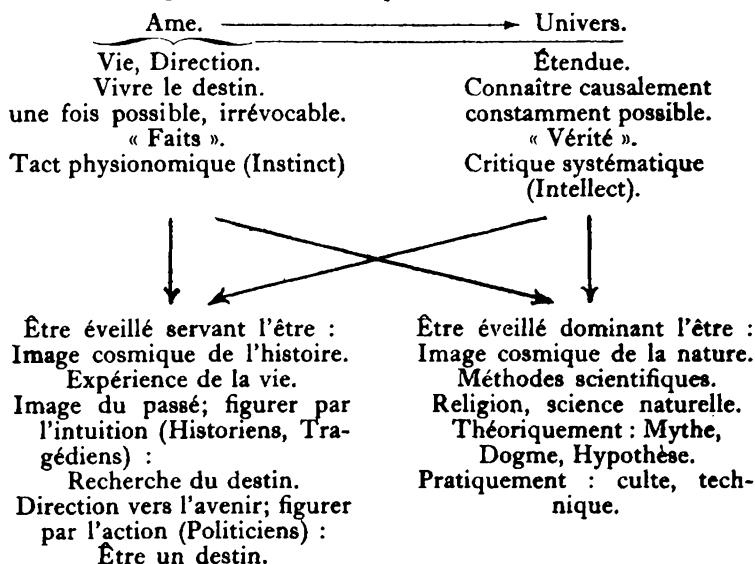 Ame. Univers.
Vie, Direction.
Vivre le destin.
une fois possible, irrévocable.
« Faits ».
Tact physionomique (Instinct)
Étendue.
Connaître causalement
constamment possible.
« Vérité ».
Critique systématique
(Intellect).
Être éveillé servant l'être :
Image cosmique de l'histoire.
Expérience de la vie.
Image du passé; figurer par
l'intuition (Historiens, Tra-
gédiens) :
Recherche du destin.
Direction vers l'avenir; figurer
par l'action (Politiciens) :
Être un destin.
Être éveillé dominant l'être :
Image cosmique de la nature.
Méthodes scientifiques.
Religion, science naturelle.
Théoriquement : Mythe,
Dogme, Hypothèse.
Pratiquement : culte, tech-
nique.